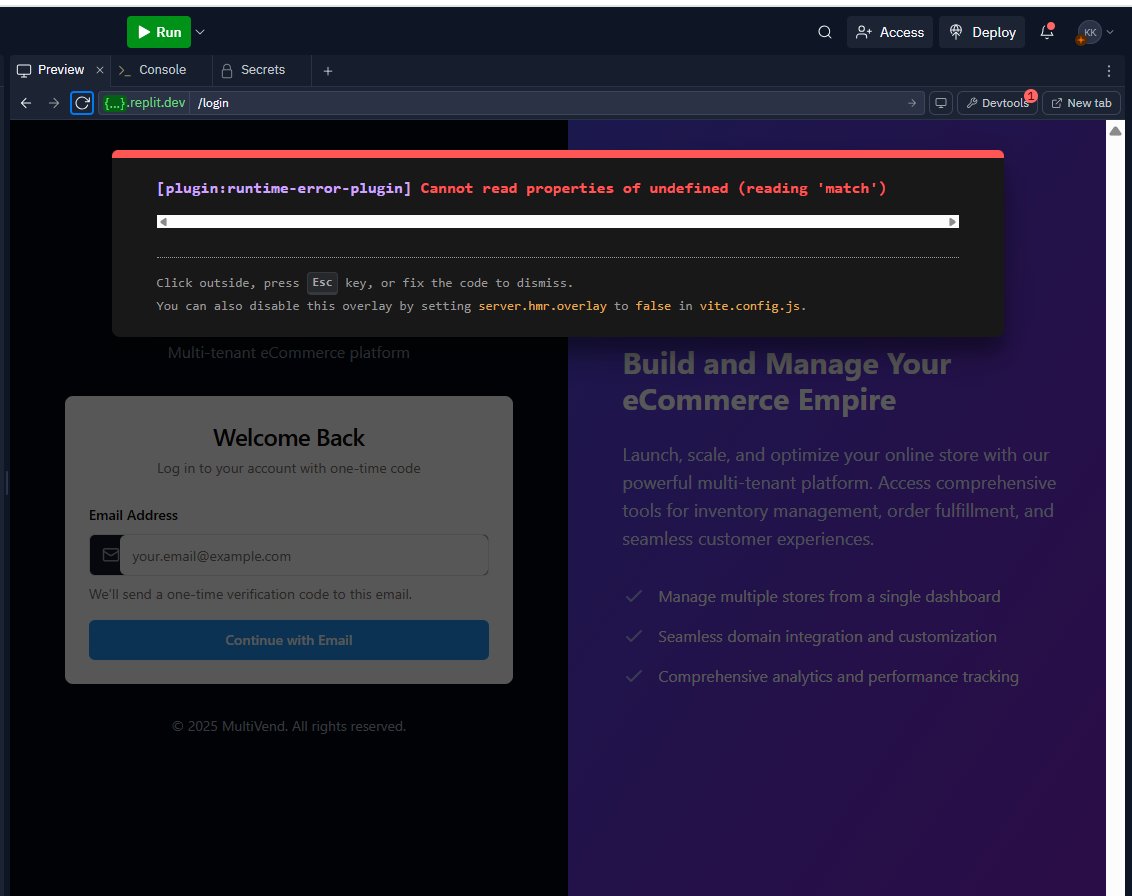 Run
Access
Deploy
KK
Preview
Console
Secrets
{...}.replit.dev
/login
Devtools
1
New tab
[plugin:runtime-error-plugin] Cannot read properties of undefined (reading 'match')
Click outside, press Esc key, or fix the code to dismiss.
You can also disable this overlay by setting server.hmr.overlay to false in vite.config.js.
Multi-tenant eCommerce platform
Welcome Back
Log in to your account with one-time code
Email Address
your.email@example.com
We'll send a one-time verification code to this email.
Continue with Email
© 2025 MultiVend. All rights reserved.
Build and Manage Your
eCommerce Empire
Launch, scale, and optimize your online store with our
powerful multi-tenant platform. Access comprehensive
tools for inventory management, order fulfillment, and
seamless customer experiences.
Manage multiple stores from a single dashboard
Seamless domain integration and customization
Comprehensive analytics and performance tracking